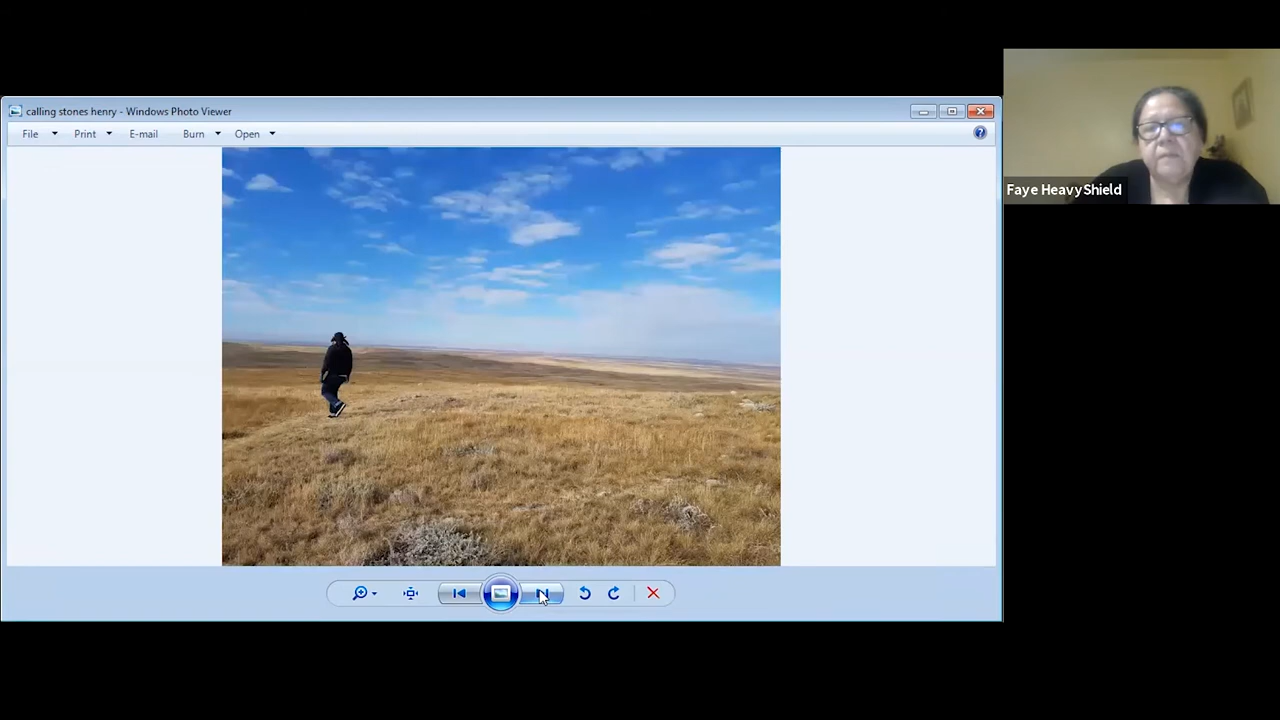 calling stones henry - Windows Photo Viewer
File Print E-mail Burn Open
Faye HeavyShield